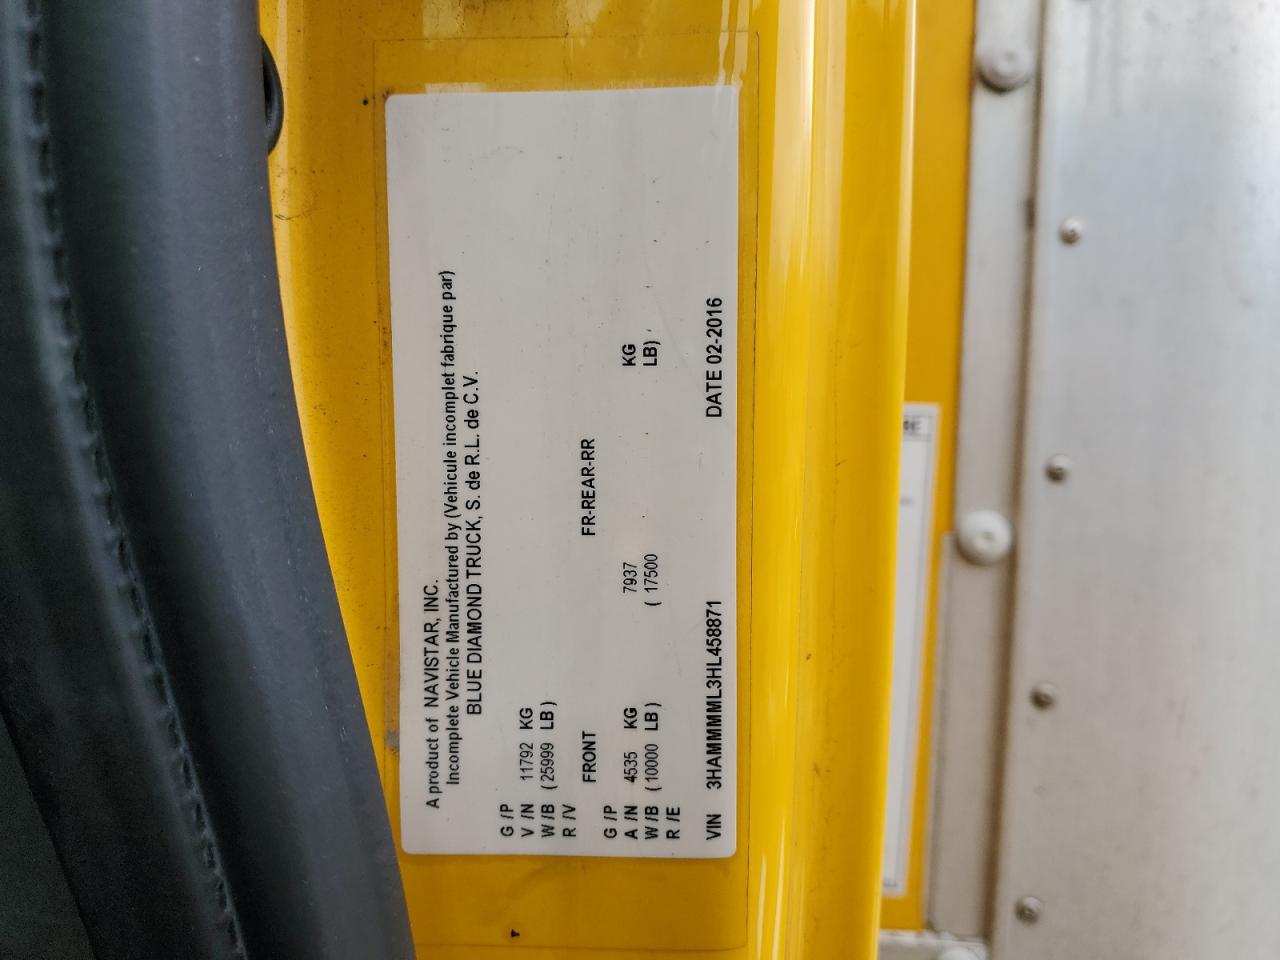 A product of NAVISTAR, INC.
Incomplete Vehicle Manufactured by (Vehicule incomplet fabrique par)
BLUE DIAMOND TRUCK, S. de R.L. de C.V.
G /P
V /N 11792 KG
W/B (25999 LB)
R /V
FRONT FR-REAR-RR
G /P
A /N 4535 KG 7937 KG
W/B (10000 LB) ( 17500 LB)
R /E
VIN 3HAMMMML3HL458871 DATE 02-2016